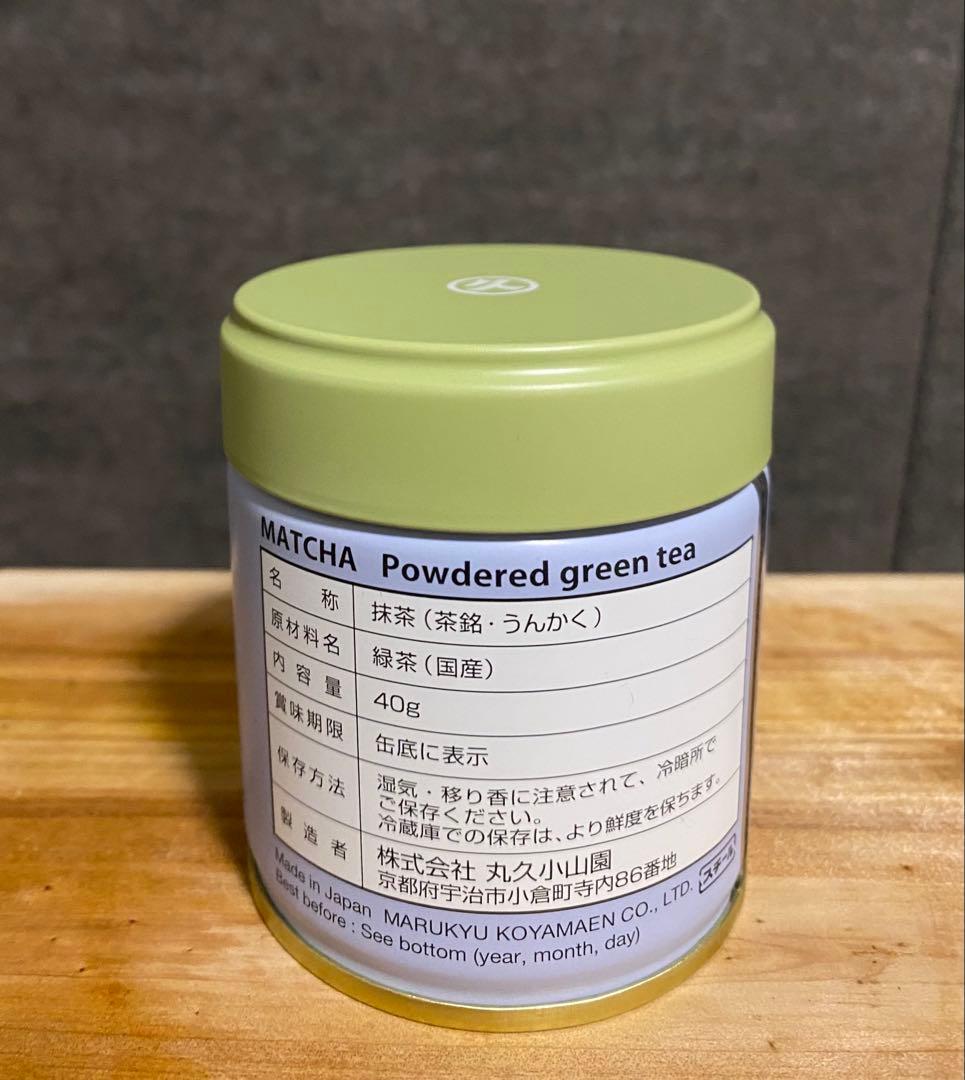 MATCHA Powdered green tea
名称 抹茶(茶銘・うんかく)
原材料名 緑茶(国産)
内容量 40g
賞味期限 缶底に表示
保存方法 湿気・移り香に注意されて、冷暗所で
ご保存ください。
冷蔵庫での保存は、より鮮度を保ちます。
製造者 株式会社 丸久小山園
京都府宇治市小倉町寺内86番地
Made in Japan MARUKYU KOYAMAEN CO., LTD.
スチール
Best before : See bottom (year, month, day)